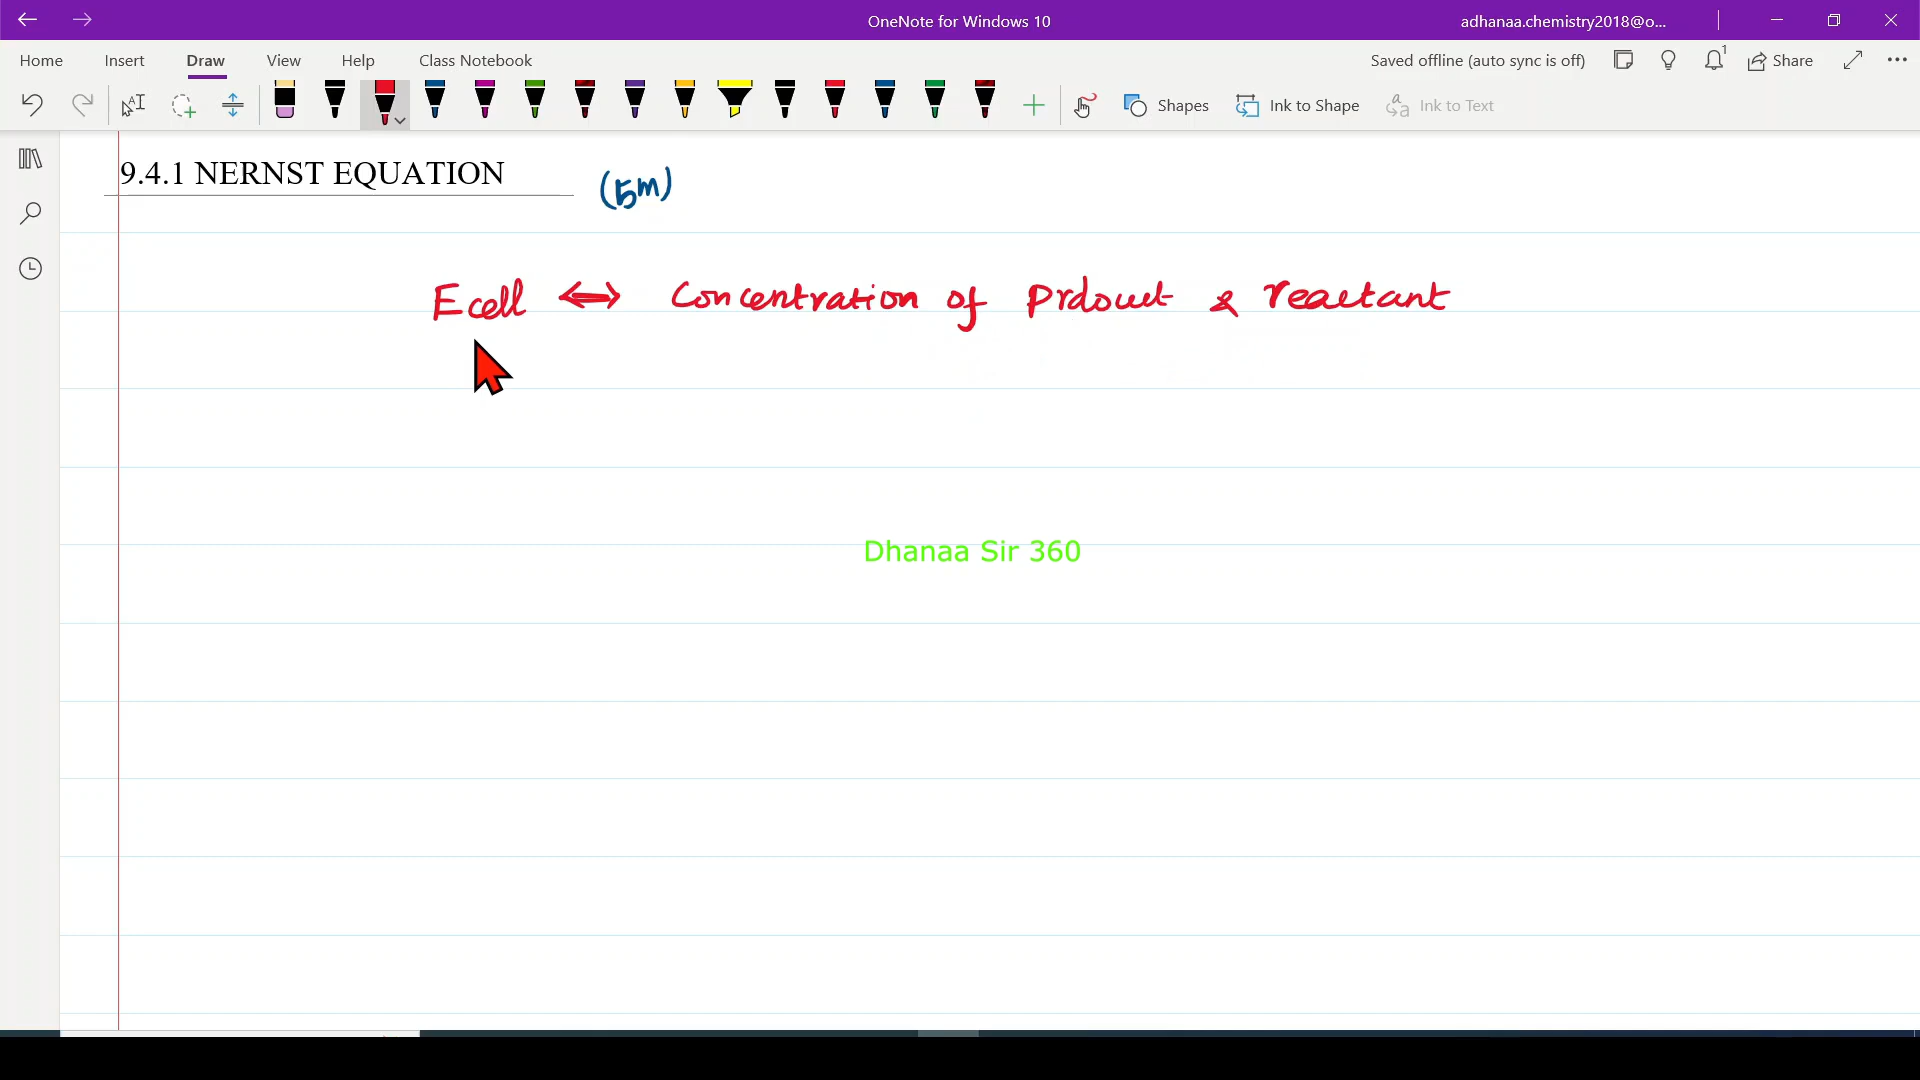 OneNote for Windows 10
adhanaa.chemistry2018@o...
Home Insert Draw View Help Class Notebook
Saved offline (auto sync is off) 1 Share
Shapes Ink to Shape Ink to Text
9.4.1 NERNST EQUATION (5m)
Ecell ⟺ Concentration of Prdouct & reactant
Dhanaa Sir 360